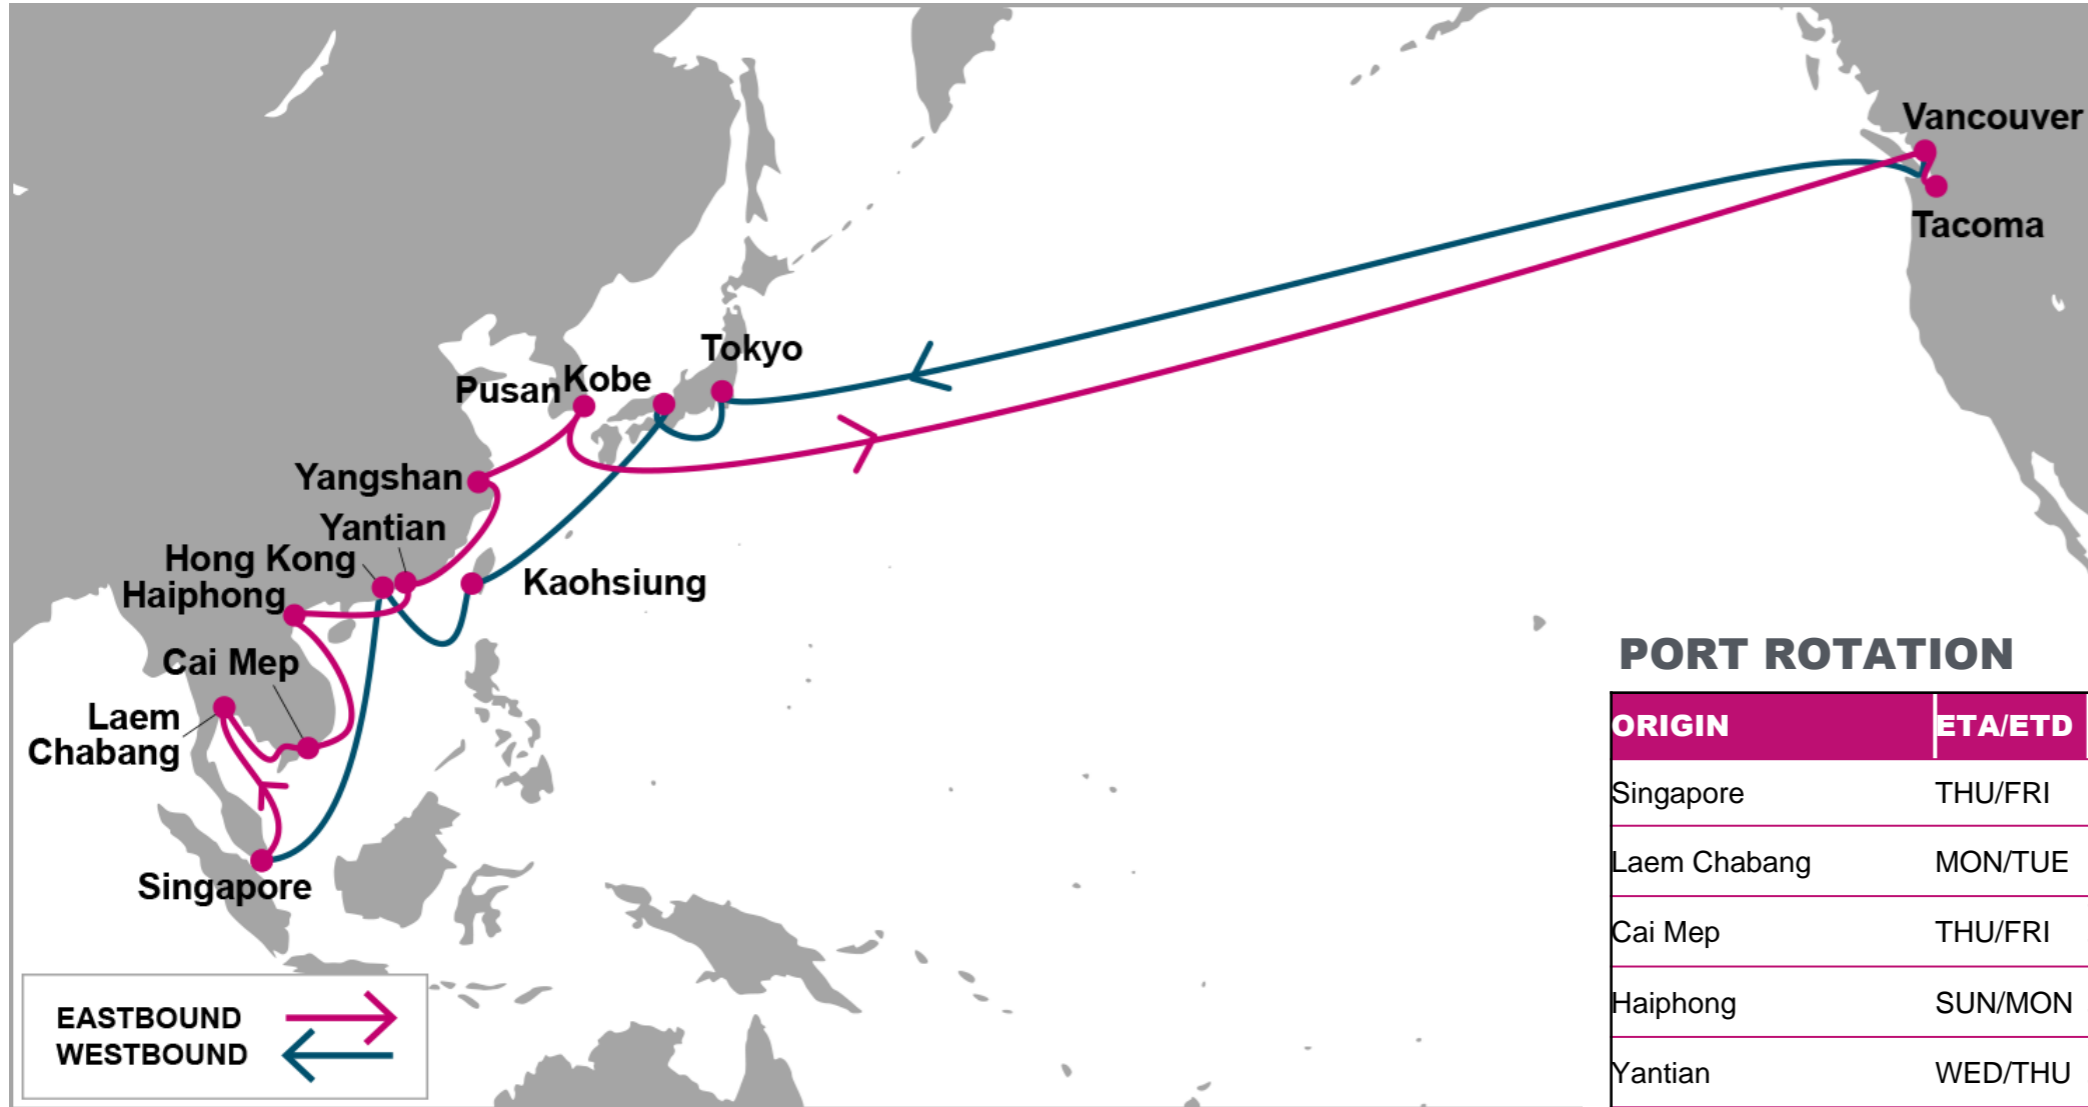 Vancouver
Tacoma
Tokyo
Kobe
Pusan
Yangshan
Yantian
Hong Kong
Haiphong
Kaohsiung
Cai Mep
Laem
Chabang
Singapore
EASTBOUND
WESTBOUND
PORT ROTATION
ORIGIN ETA/ETD
Singapore THU/FRI
Laem Chabang MON/TUE
Cai Mep THU/FRI
Haiphong SUN/MON
Yantian WED/THU